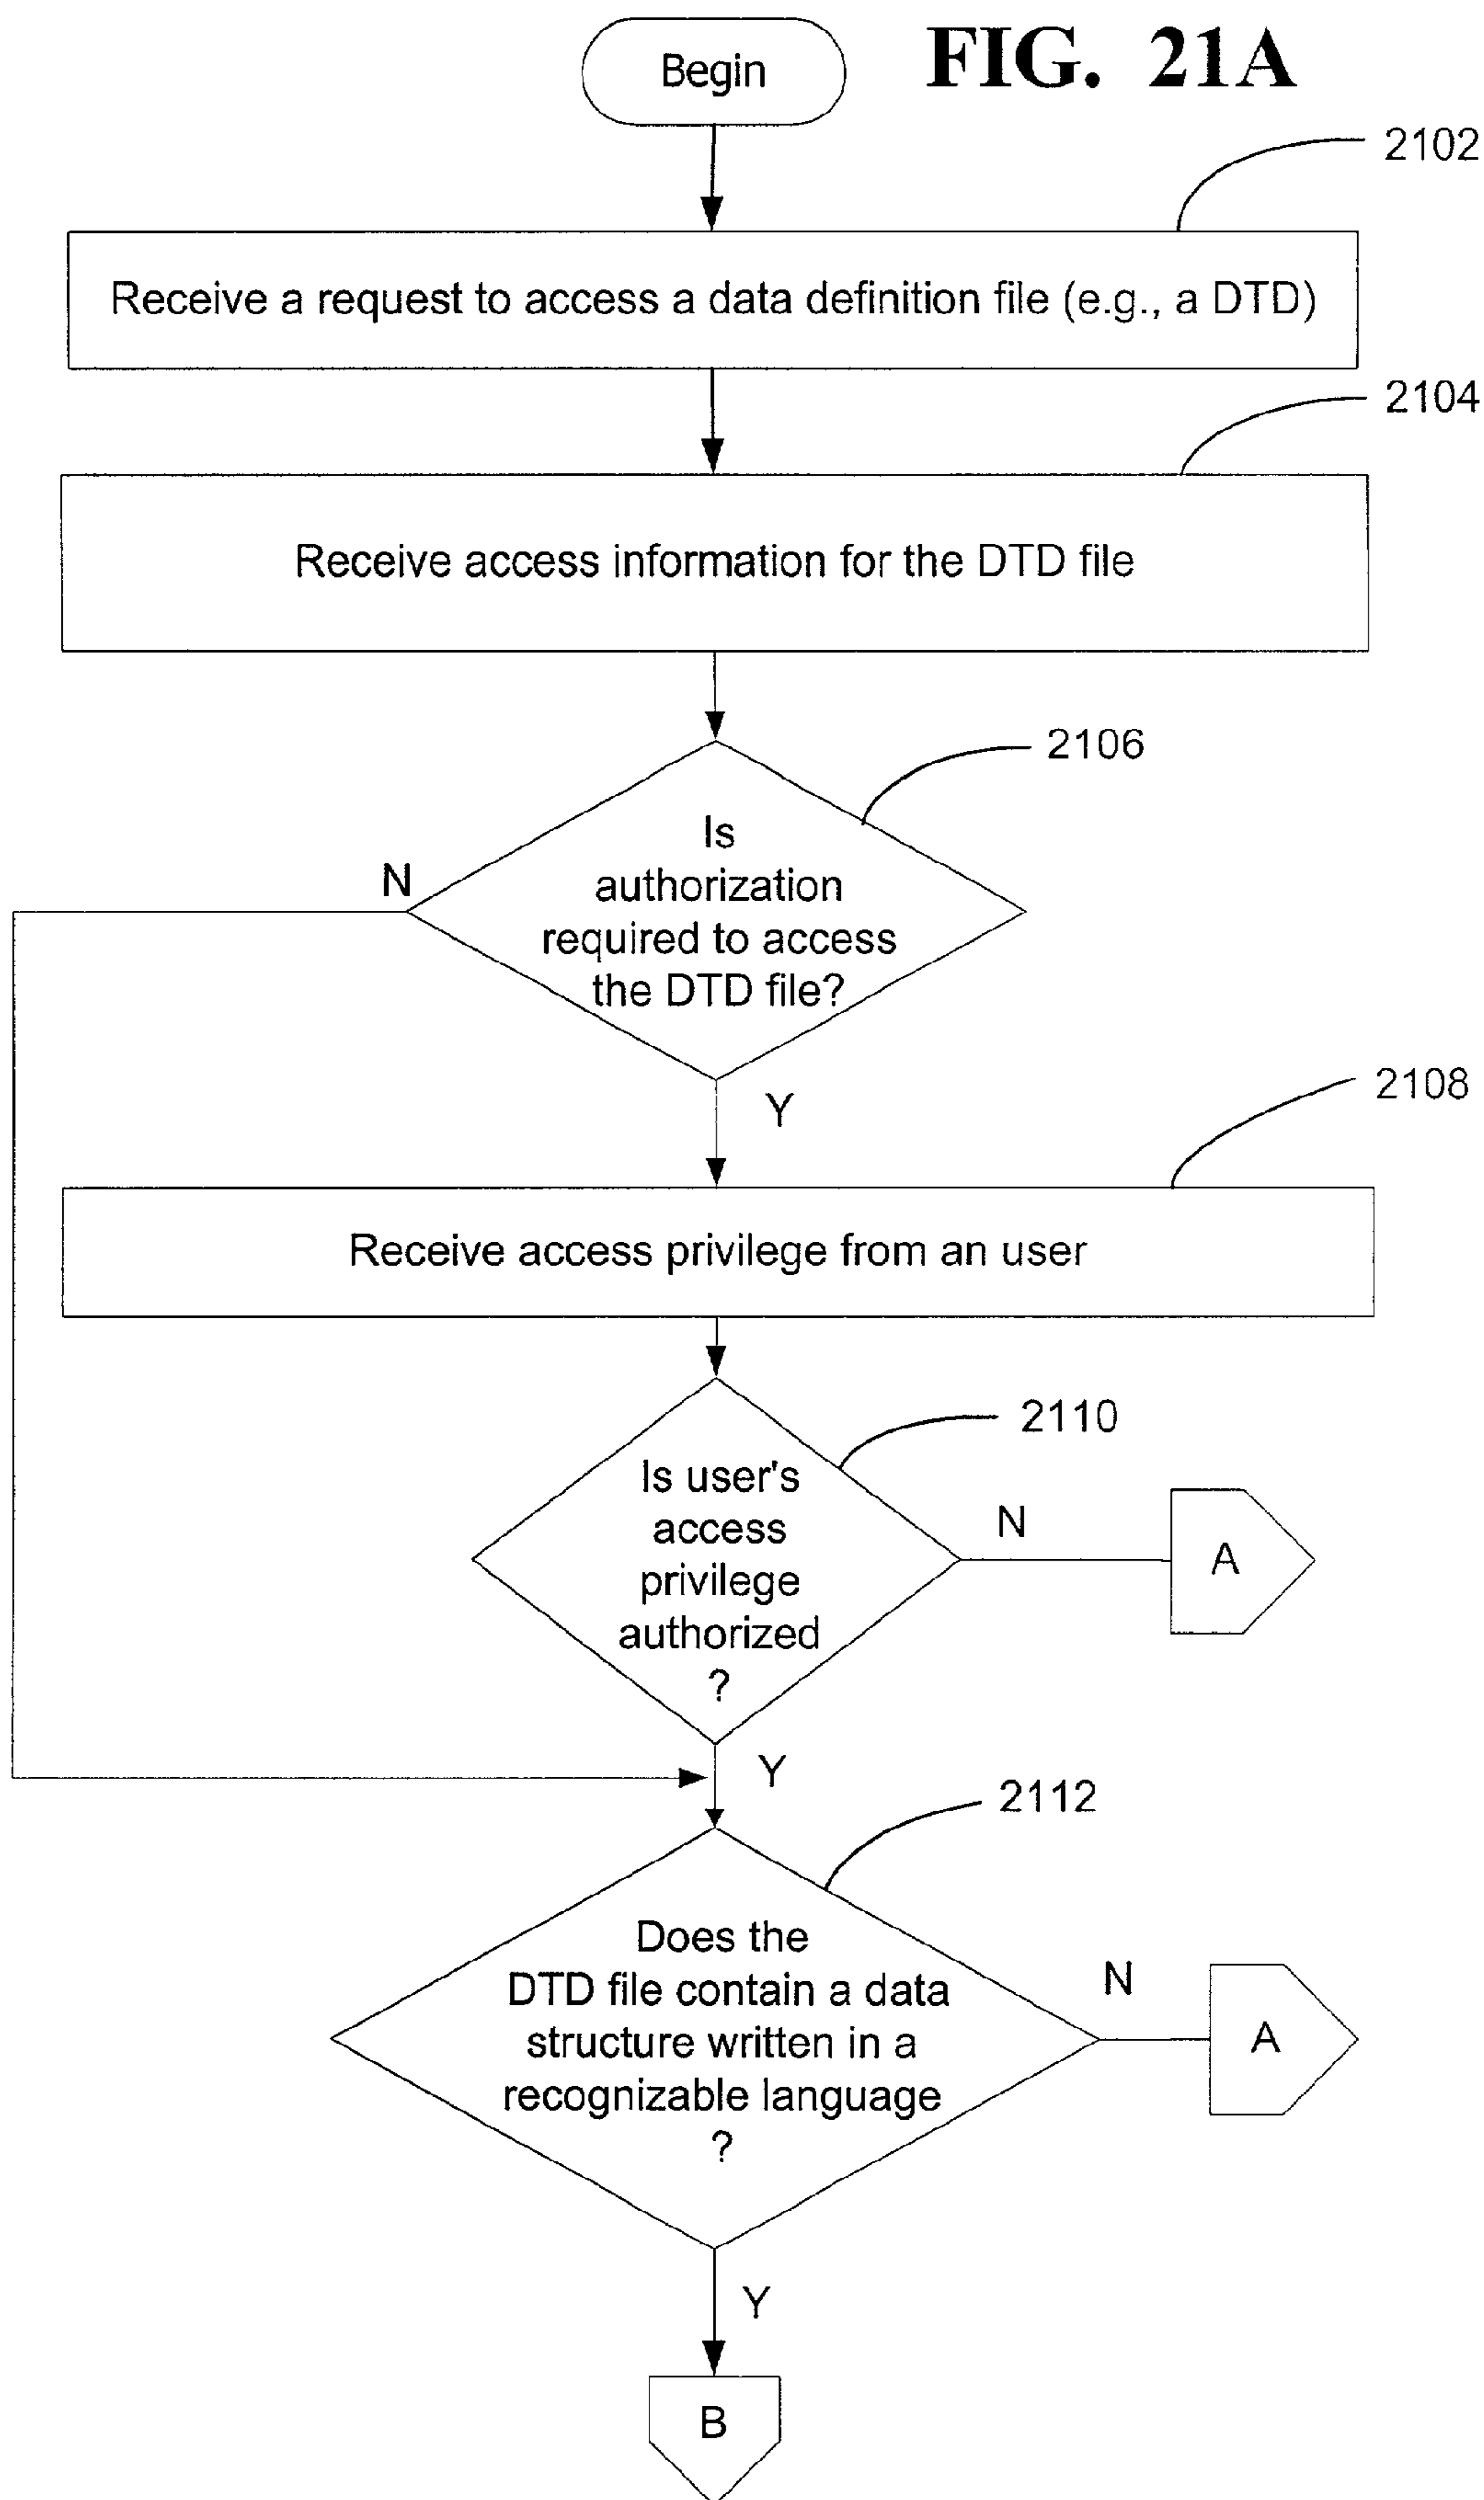 Begin
FIG. 21A
2102
Receive a request to access a data definition file (e.g., a DTD)
2104
Receive access information for the DTD file
2106
Is
authorization
required to access
the DTD file?
N
Y
2108
Receive access privilege from an user
2110
Is user's
access
privilege
authorized
?
N
A
Y
2112
Does the
DTD file contain a data
structure written in a
recognizable language
?
N
A
Y
B